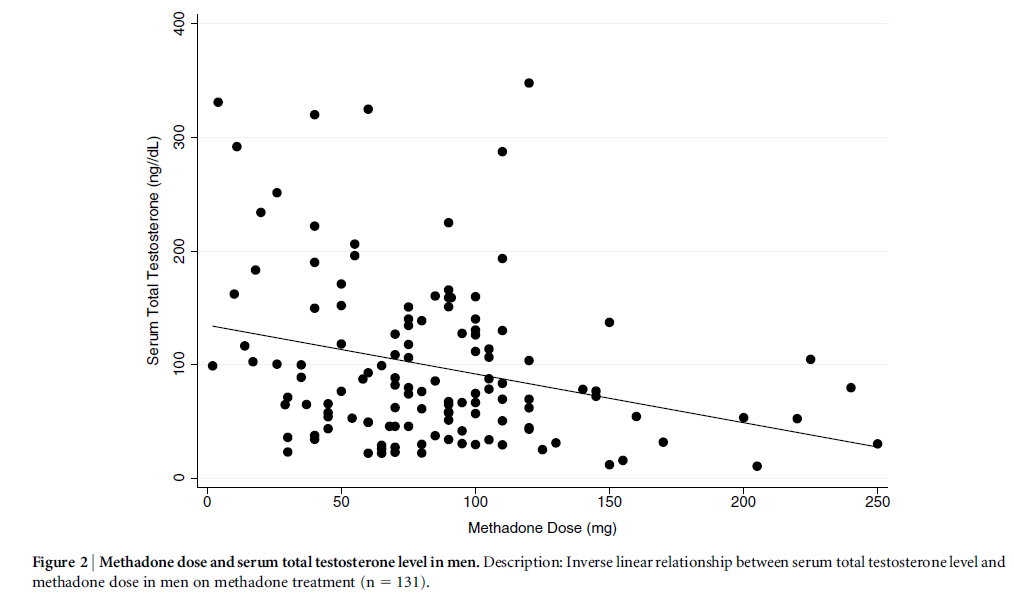 400
300
200
100
0
Serum Total Testosterone (ng//dL)
0 50 100 150 200 250
Methadone Dose (mg)
Figure 2 | Methadone dose and serum total testosterone level in men. Description: Inverse linear relationship between serum total testosterone level and
methadone dose in men on methadone treatment (n = 131).